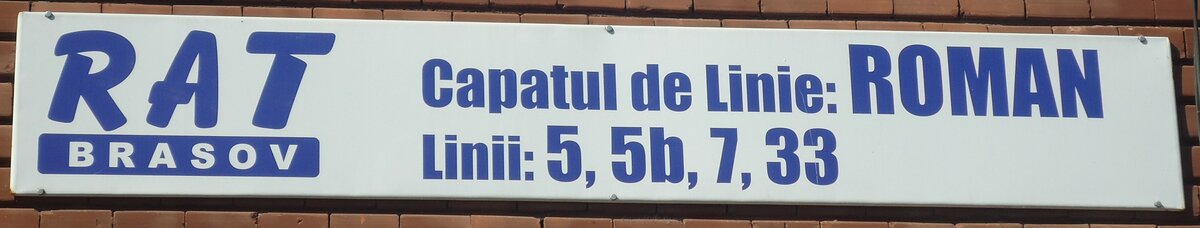 RAT
BRASOV
Capatul de Linie: ROMAN
Linii: 5, 5b, 7, 33